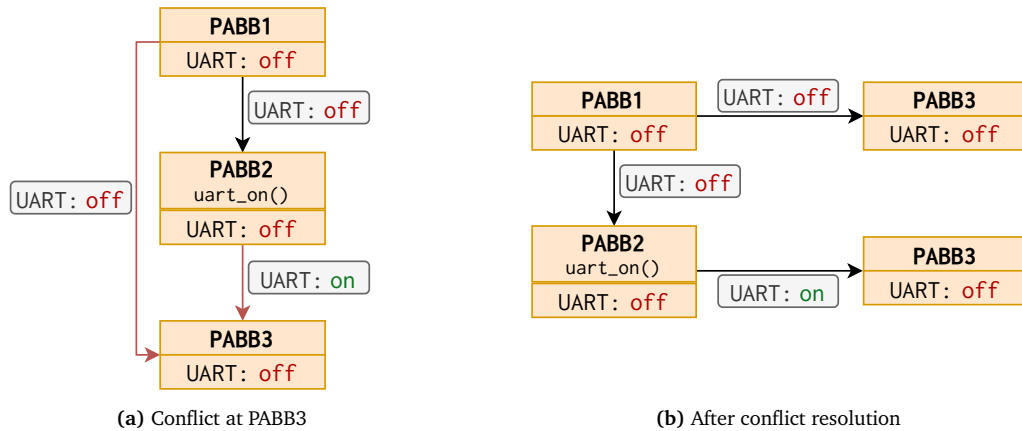 PABB1
UART: off
UART: off
PABB2
uart_on()
UART: off
UART: off
UART: on
PABB3
UART: off
(a) Conflict at PABB3
PABB1
UART: off
UART: off
PABB3
UART: off
UART: off
PABB2
uart_on()
UART: off
UART: on
PABB3
UART: off
(b) After conflict resolution